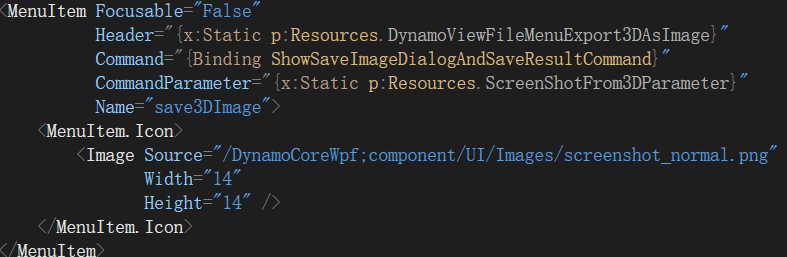 <MenuItem Focusable="False"
Header="{x:Static p:Resources.DynamoViewFileMenuExport3DAsImage}"
Command="{Binding ShowSaveImageDialogAndSaveResultCommand}"
CommandParameter="{x:Static p:Resources.ScreenShotFrom3DParameter}"
Name="save3DImage">
<MenuItem.Icon>
<Image Source="/DynamoCoreWpf;component/UI/Images/screenshot_normal.png"
Width="14"
Height="14" />
</MenuItem.Icon>
</MenuItem>